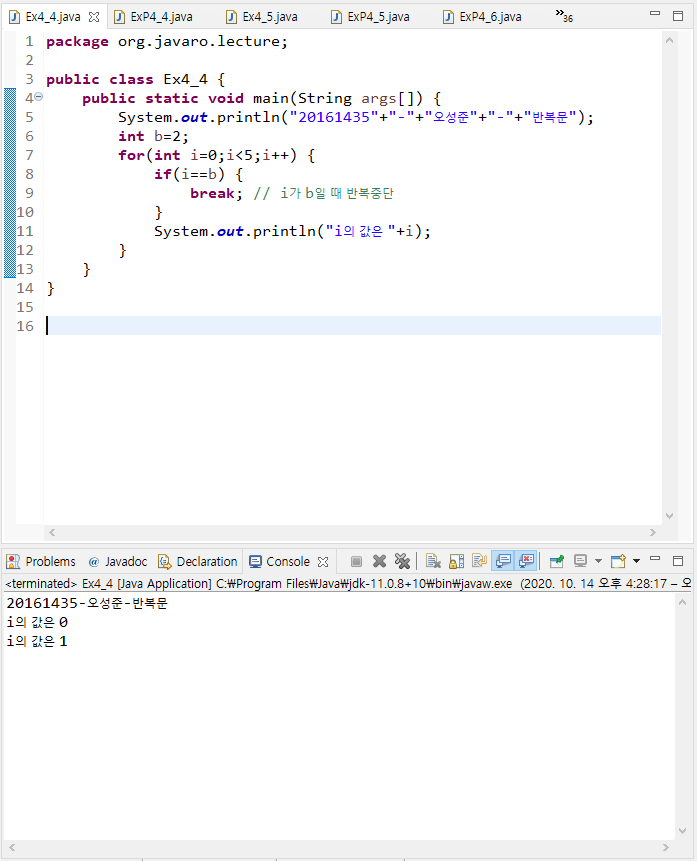 Ex4_4.java ExP4_4.java Ex4_5.java ExP4_5.java ExP4_6.java »36
1 package org.javaro.lecture;
2
3 public class Ex4_4 {
4 public static void main(String args[]) {
5 System.out.println("20161435"+"-"+"오성준"+"-"+"반복문");
6 int b=2;
7 for(int i=0;i<5;i++) {
8 if(i==b) {
9 break; // i가 b일 때 반복중단
10 }
11 System.out.println("i의 값은 "+i);
12 }
13 }
14 }
15
16
Problems @ Javadoc Declaration Console
<terminated> Ex4_4 [Java Application] C:₩Program Files₩Java₩jdk-11.0.8+10₩bin₩javaw.exe (2020. 10. 14 오후 4:28:17 – 오
20161435-오성준-반복문
i의 값은 0
i의 값은 1